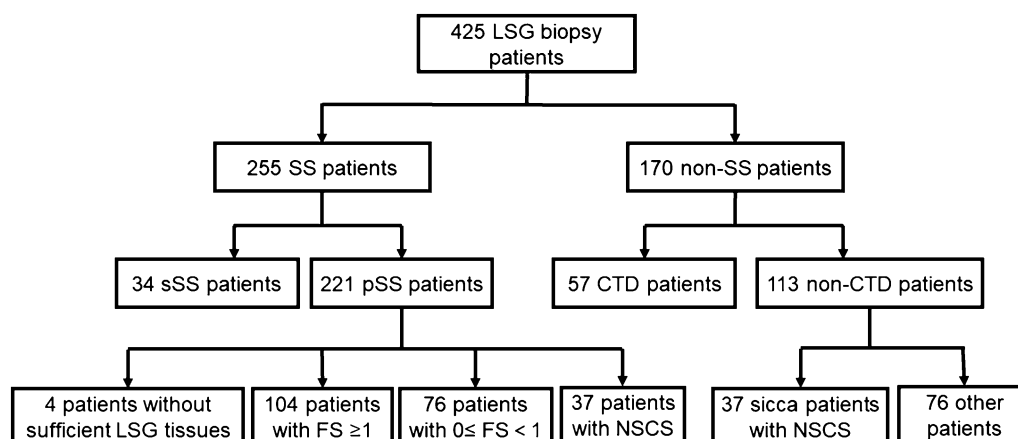 425 LSG biopsy
patients
255 SS patients
170 non-SS patients
34 sSS patients
221 pSS patients
57 CTD patients
113 non-CTD patients
4 patients without
sufficient LSG tissues
104 patients
with FS ≥1
76 patients
with 0≤ FS < 1
37 patients
with NSCS
37 sicca patients
with NSCS
76 other
patients